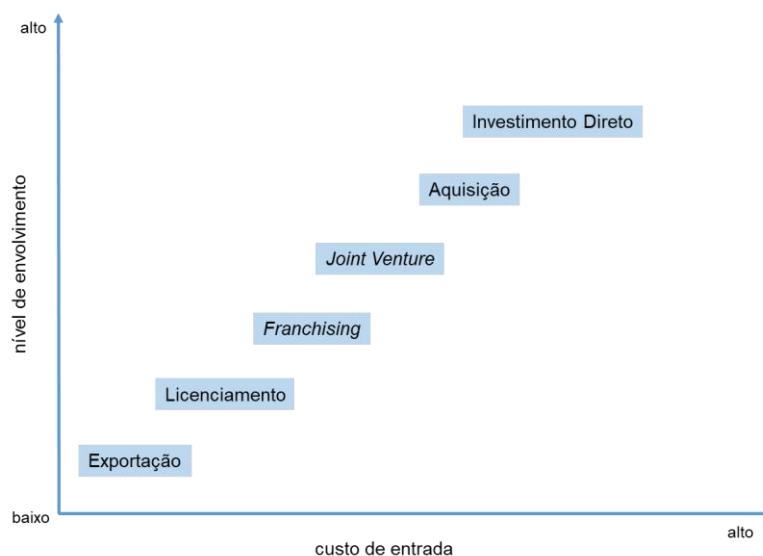 alto
Investimento Direto
Aquisição
Joint Venture
Franchising
Licenciamento
Exportação
nível de envolvimento
baixo
alto
custo de entrada